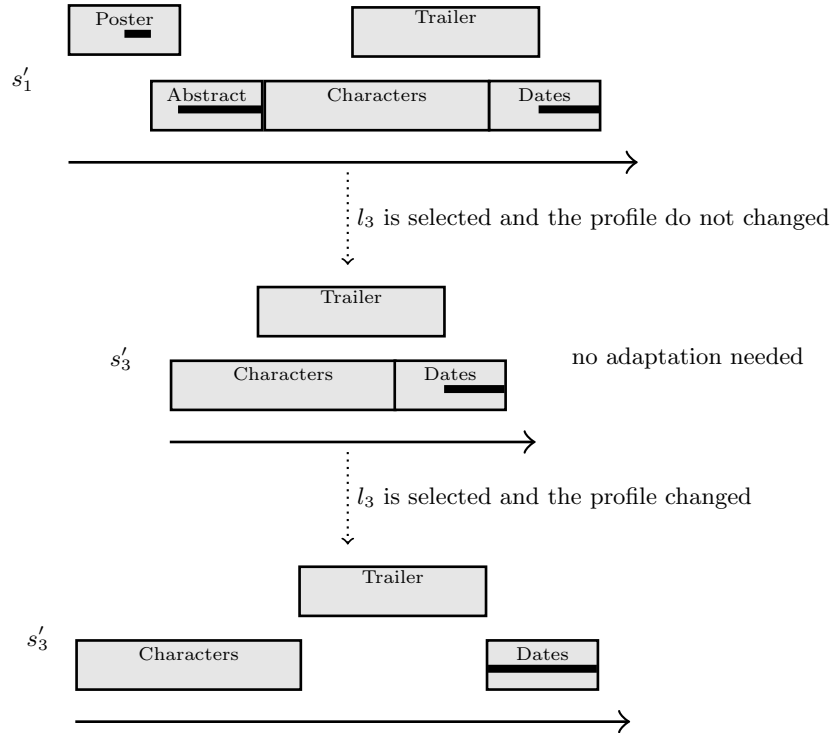 Poster
Trailer
s′₁
Abstract
Characters
Dates
l₃ is selected and the profile do not changed
Trailer
s′₃
no adaptation needed
Characters
Dates
l₃ is selected and the profile changed
Trailer
s′₃
Characters
Dates